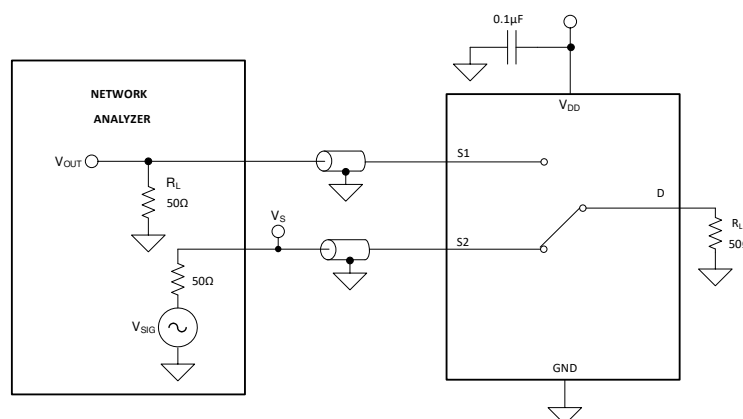 0.1µF
NETWORK
ANALYZER
V_DD
V_OUT
S1
R_L
50Ω
V_S
D
S2
R_L
50Ω
V_SIG
GND